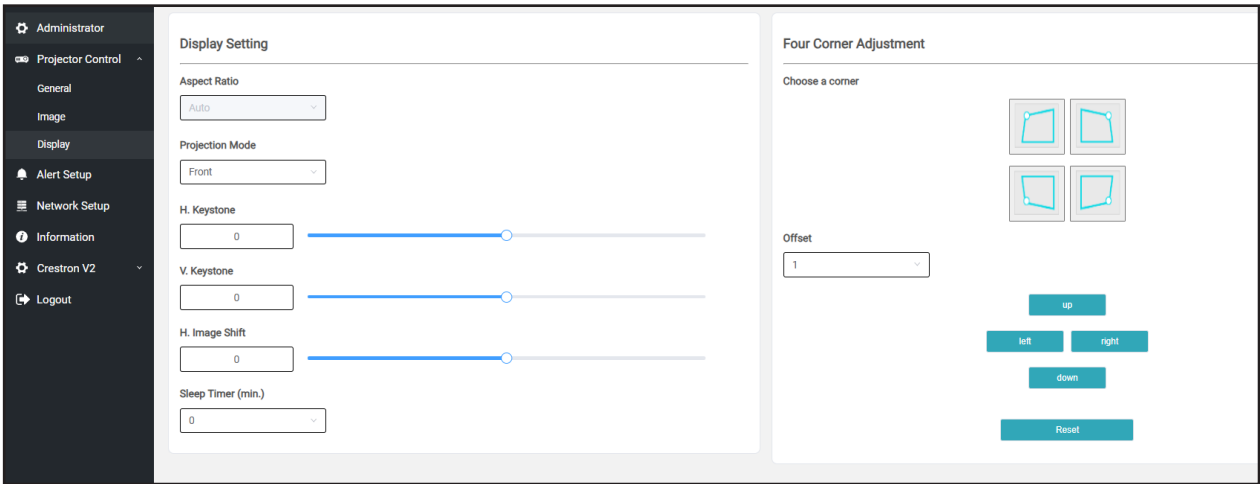 Administrator
Projector Control
General
Image
Display
Alert Setup
Network Setup
Information
Crestron V2
Logout
Display Setting
Aspect Ratio
Auto
Projection Mode
Front
H. Keystone
0
V. Keystone
0
H. Image Shift
0
Sleep Timer (min.)
0
Four Corner Adjustment
Choose a corner
Offset
1
up
left right
down
Reset